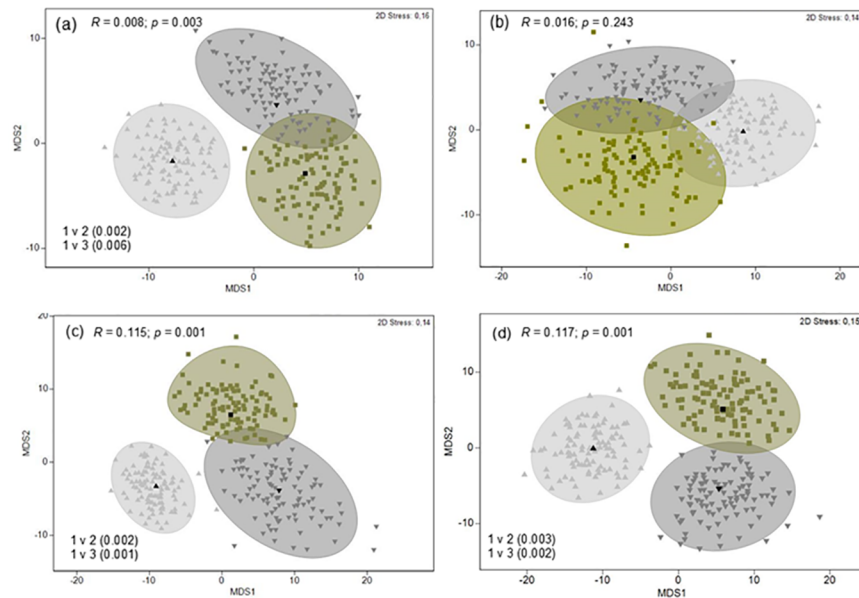 (a) R = 0.008; p = 0.003
2D Stress: 0,16
10
0
-10
MDS2
1 v 2 (0.002)
1 v 3 (0.006)
-10 0 10
MDS1
(b) R = 0.016; p = 0.243
2D Stress: 0,14
10
0
-10
MDS2
-20 -10 0 10 20
MDS1
(c) R = 0.115; p = 0.001
2D Stress: 0,14
20
10
0
-10
MDS2
1 v 2 (0.002)
1 v 3 (0.001)
-20 -10 0 10 20
MDS1
(d) R = 0.117; p = 0.001
2D Stress: 0,15
10
0
-10
MDS2
1 v 2 (0.003)
1 v 3 (0.002)
-20 -10 0 10 20
MDS1